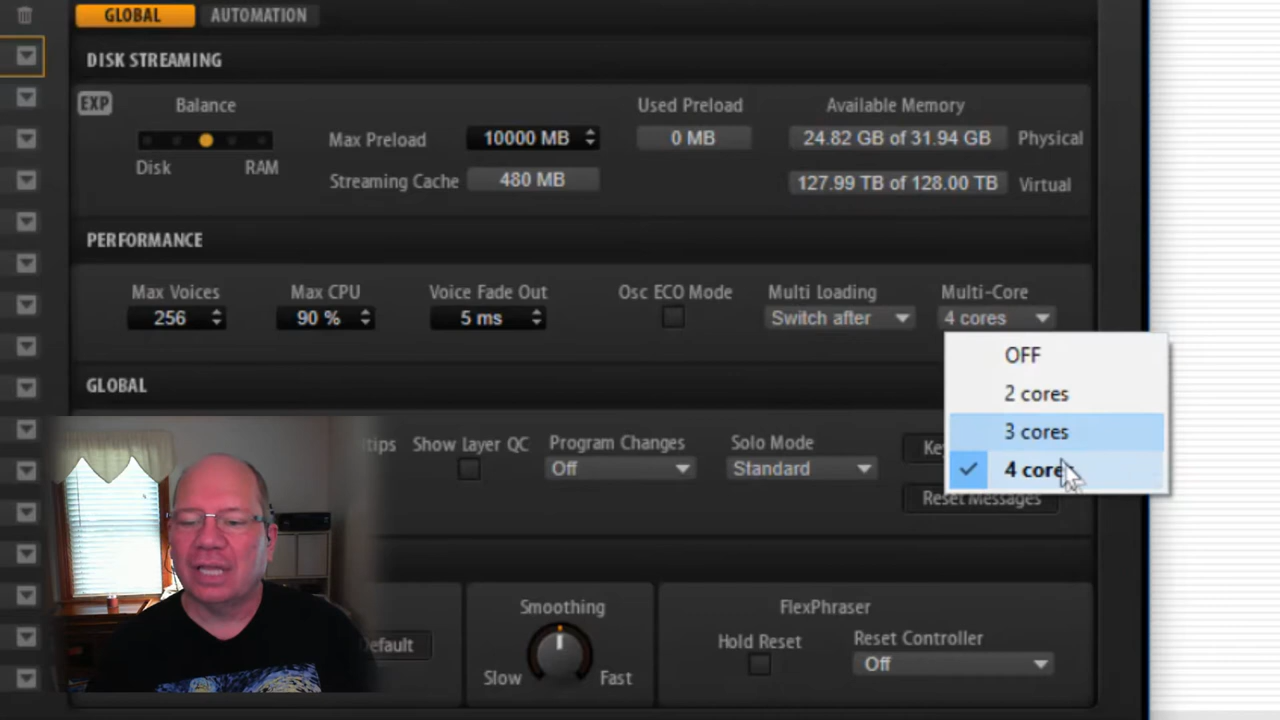 GLOBAL AUTOMATION
DISK STREAMING
EXP Balance Used Preload Available Memory
Max Preload 10000 MB 0 MB 24.82 GB of 31.94 GB Physical
Disk RAM
Streaming Cache 480 MB 127.99 TB of 128.00 TB Virtual
PERFORMANCE
Max Voices Max CPU Voice Fade Out Osc ECO Mode Multi Loading Multi-Core
256 90 % 5 ms Switch after 4 cores
OFF
2 cores
3 cores
4 cores
GLOBAL
Show Layer QC Program Changes Solo Mode
Off Standard
Reset Messages
Default
Smoothing FlexPhraser
Hold Reset Reset Controller
Off
Slow Fast